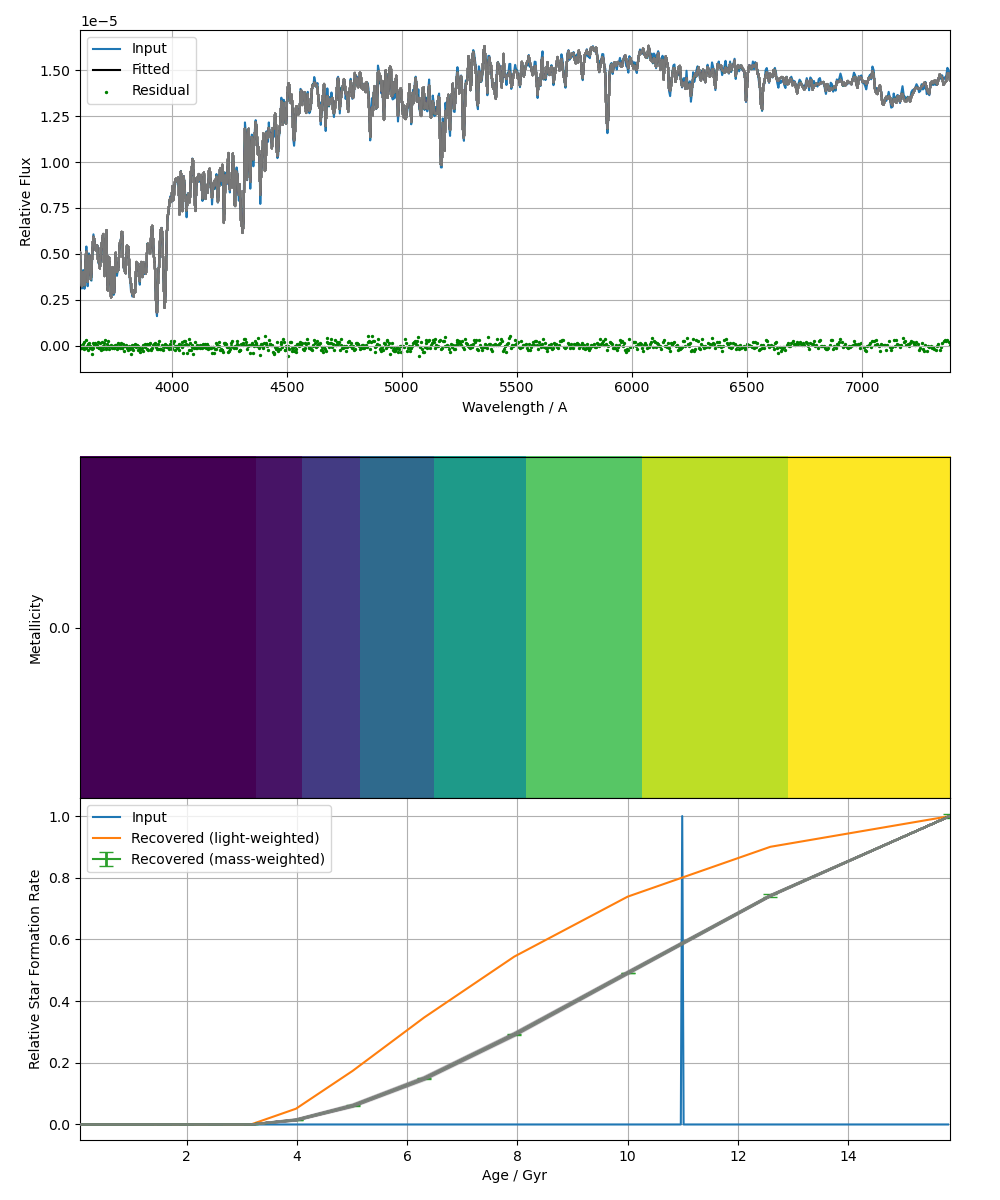 1e−5
Input
Fitted
Residual
1.50
1.25
1.00
0.75
0.50
0.25
0.00
Relative Flux
4000 4500 5000 5500 6000 6500 7000
Wavelength / A
0.0
Metallicity
Input
Recovered (light-weighted)
Recovered (mass-weighted)
1.0
0.8
0.6
0.4
0.2
0.0
Relative Star Formation Rate
2 4 6 8 10 12 14
Age / Gyr